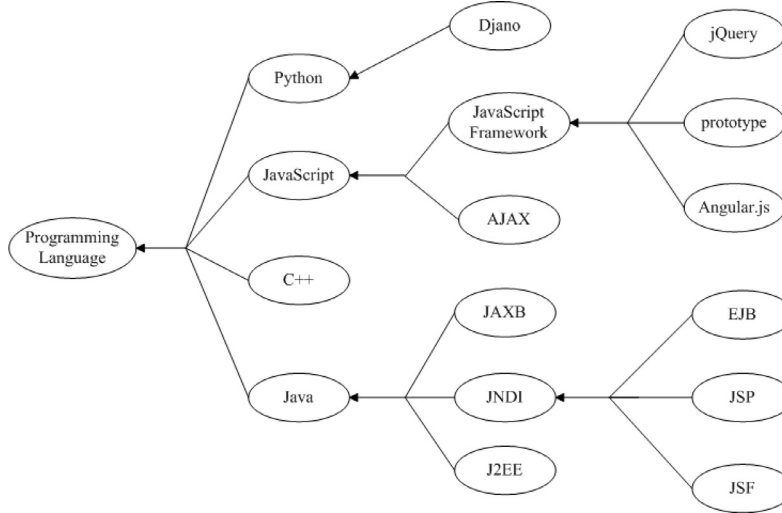 Djano
jQuery
Python
JavaScript
Framework
prototype
JavaScript
AJAX
Angular.js
Programming
Language
C++
JAXB
EJB
Java
JNDI
JSP
J2EE
JSF